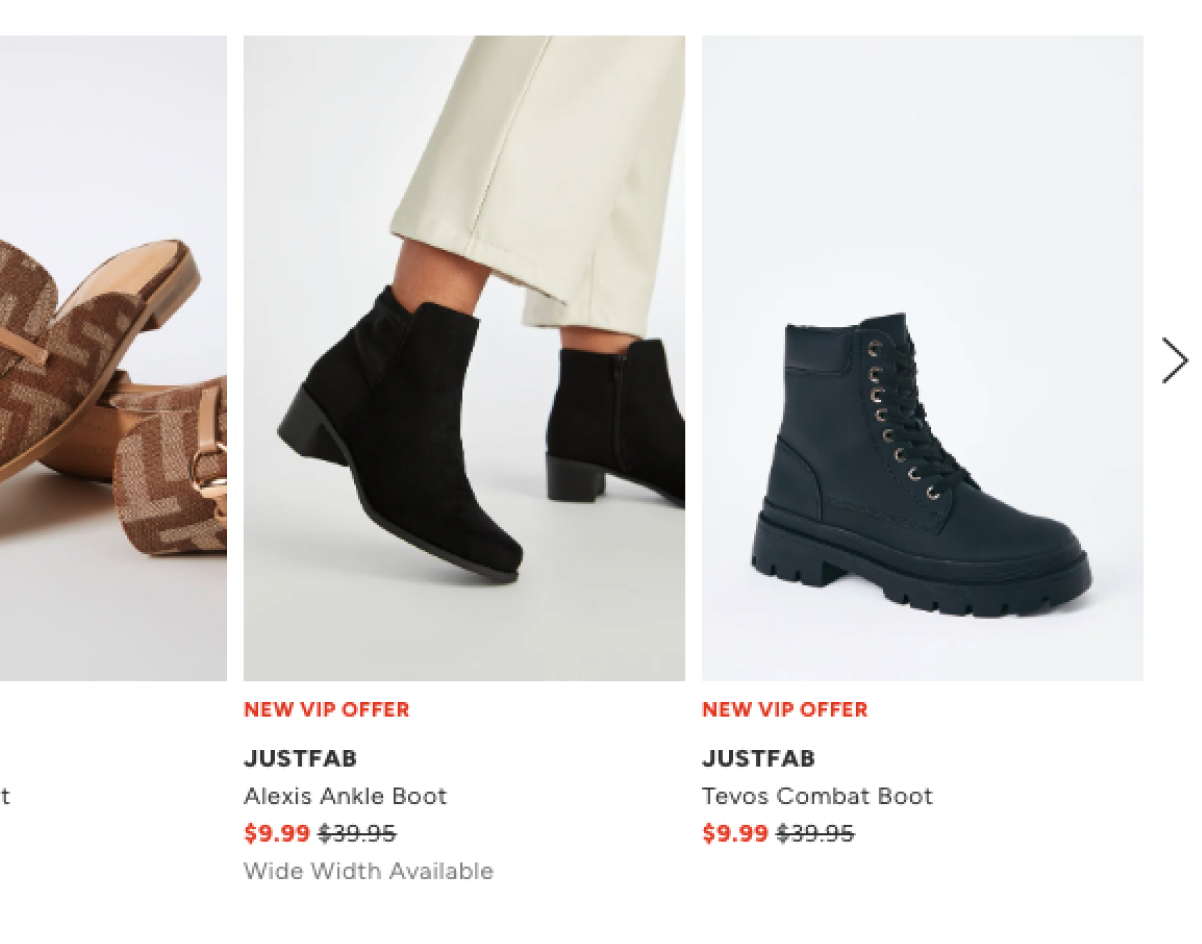 NEW VIP OFFER
JUSTFAB
Alexis Ankle Boot
$9.99 $39.95
Wide Width Available
NEW VIP OFFER
JUSTFAB
Tevos Combat Boot
$9.99 $39.95